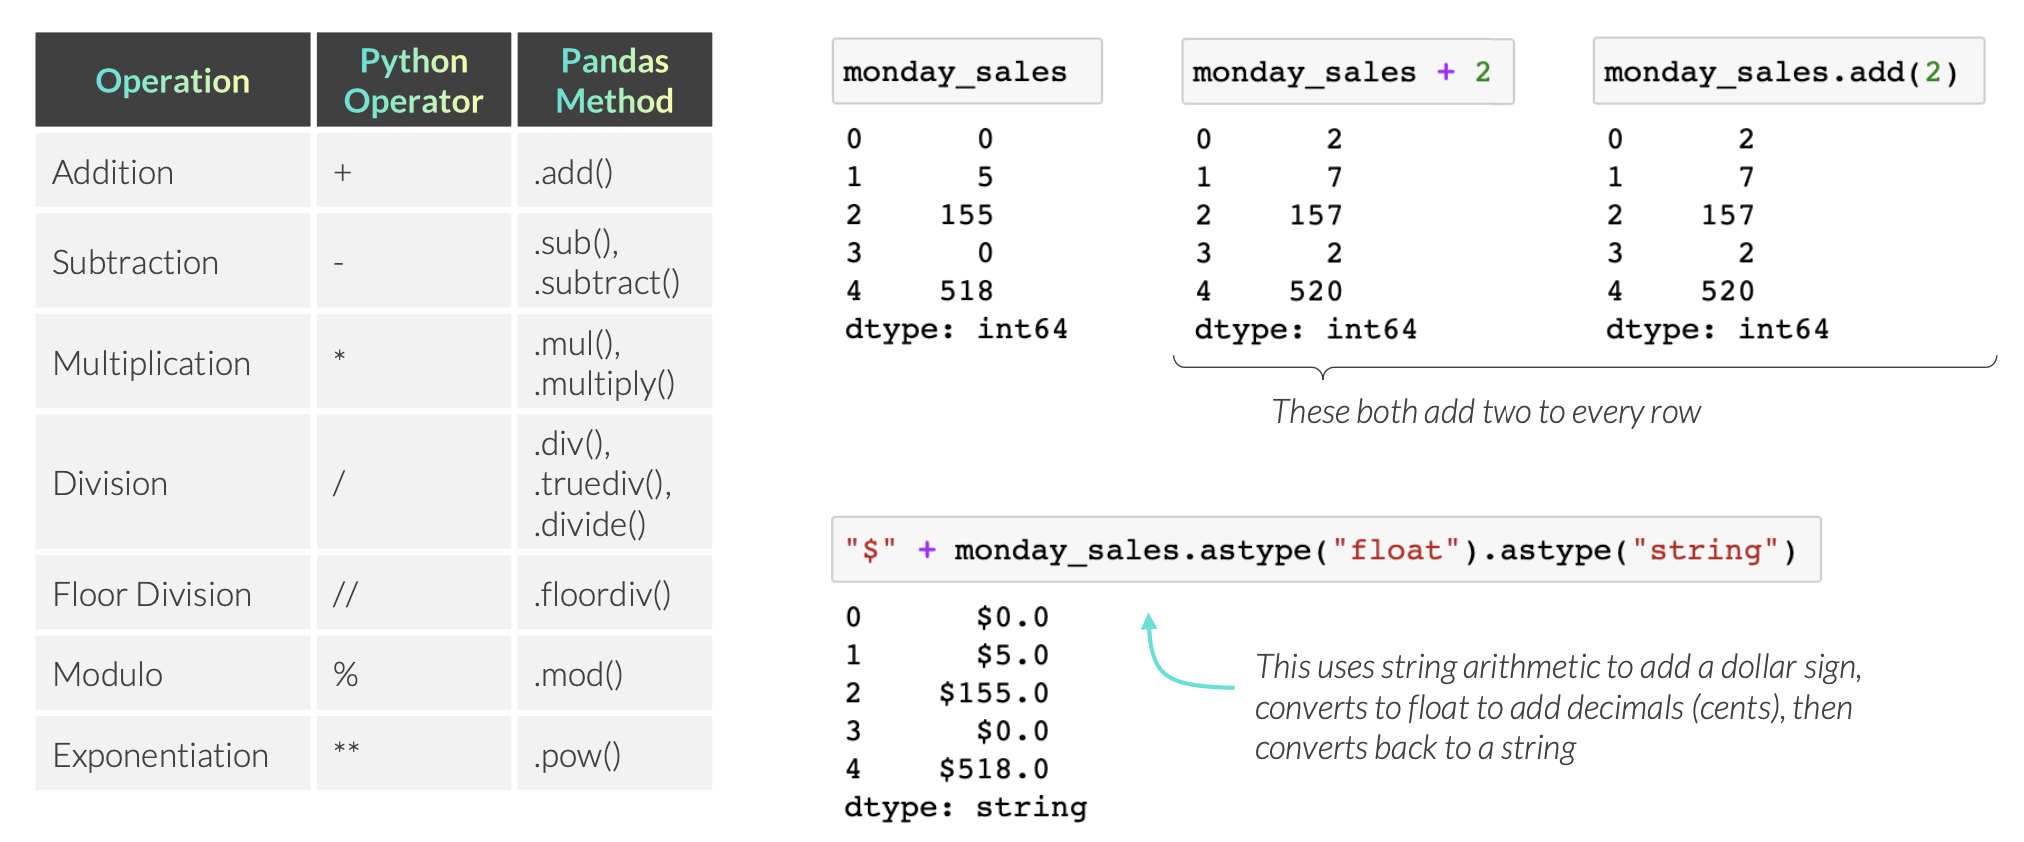 Operation
Python
Operator
Pandas
Method
Addition
+
.add()
Subtraction
-
.sub(),
.subtract()
Multiplication
*
.mul(),
.multiply()
Division
/
.div(),
.truediv(),
.divide()
Floor Division
//
.floordiv()
Modulo
%
.mod()
Exponentiation
**
.pow()
monday_sales
0 0
1 5
2 155
3 0
4 518
dtype: int64
monday_sales + 2
0 2
1 7
2 157
3 2
4 520
dtype: int64
monday_sales.add(2)
0 2
1 7
2 157
3 2
4 520
dtype: int64
These both add two to every row
"$" + monday_sales.astype("float").astype("string")
0 $0.0
1 $5.0
2 $155.0
3 $0.0
4 $518.0
dtype: string
This uses string arithmetic to add a dollar sign,
converts to float to add decimals (cents), then
converts back to a string